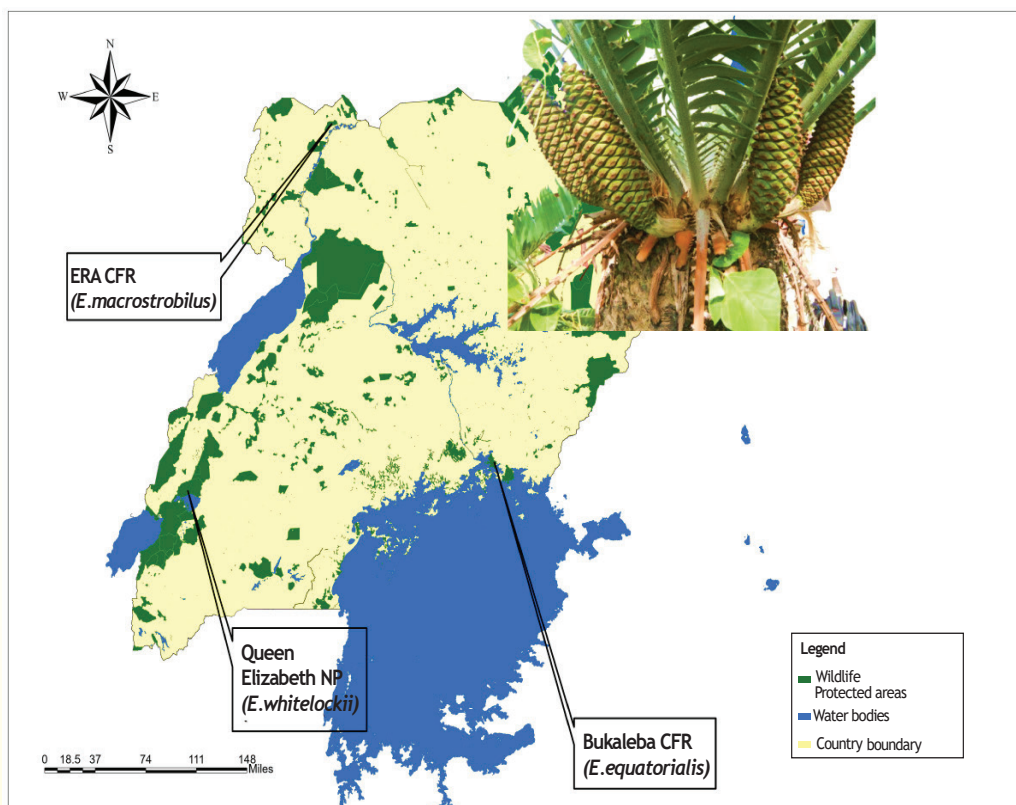 N
W E
S
ERA CFR
(E.macrostrobilus)
Queen
Elizabeth NP
(E.whitelockii)
Bukaleba CFR
(E.equatorialis)
Legend
Wildlife
Protected areas
Water bodies
Country boundary
0 18.5 37 74 111 148
Miles